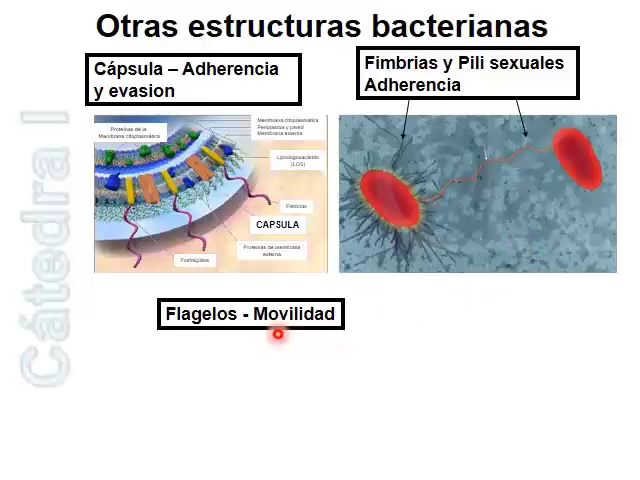 Otras estructuras bacterianas
Cápsula – Adherencia
y evasion
Fimbrias y Pili sexuales
Adherencia
Proteínas de la
Membrana citoplasmática
Membrana citoplasmática
Periplasma y pared
Membrana externa
Lipooligosacárido
(LOS)
Fimbrias
CAPSULA
Proteínas de membrana
externa
Fosfolípidos
Flagelos - Movilidad
Cátedra I